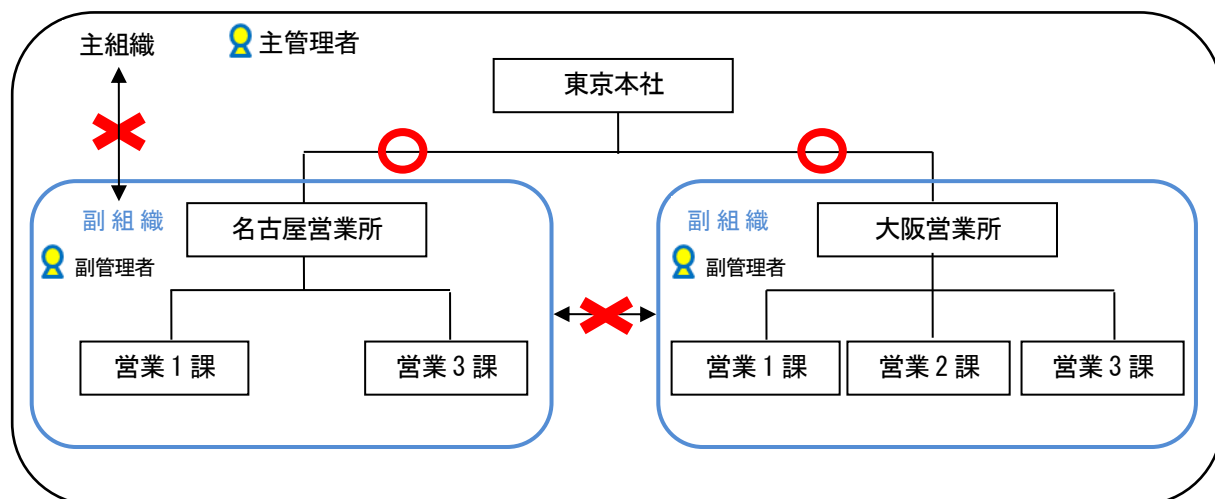 主組織
主管理者
東京本社
副組織
名古屋営業所
副管理者
営業1課
営業3課
副組織
大阪営業所
副管理者
営業1課
営業2課
営業3課